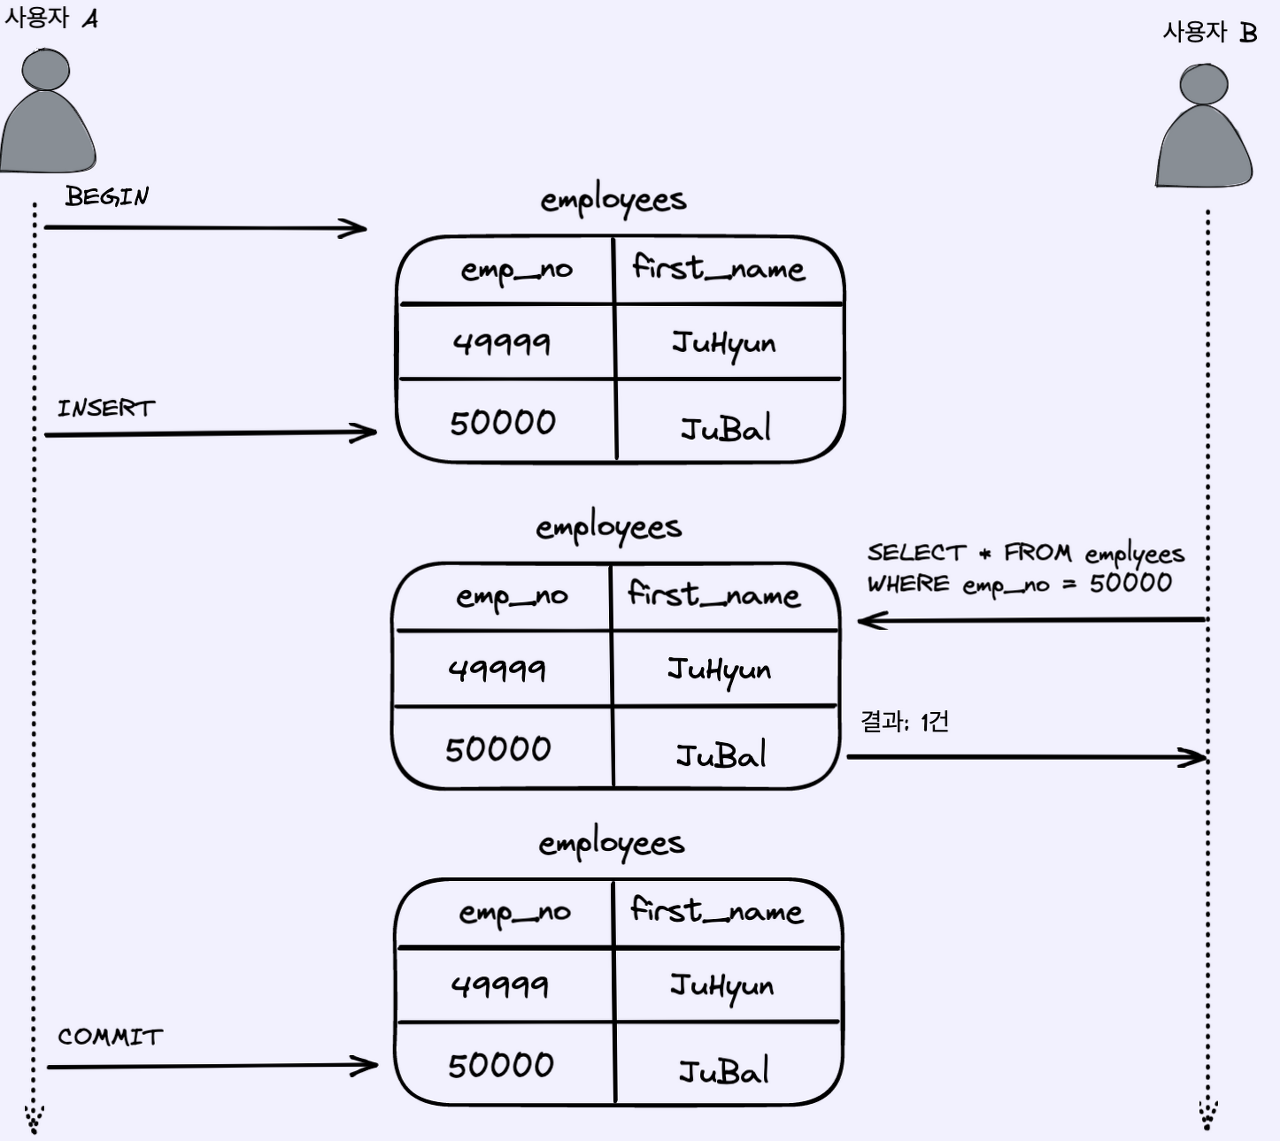 사용자 A
사용자 B
BEGIN
employees
emp_no first_name
49999 JuHyun
INSERT
50000 JuBal
employees
SELECT * FROM emplyees
WHERE emp_no = 50000
emp_no first_name
49999 JuHyun
50000 JuBal
결과: 1건
employees
emp_no first_name
49999 JuHyun
COMMIT
50000 JuBal